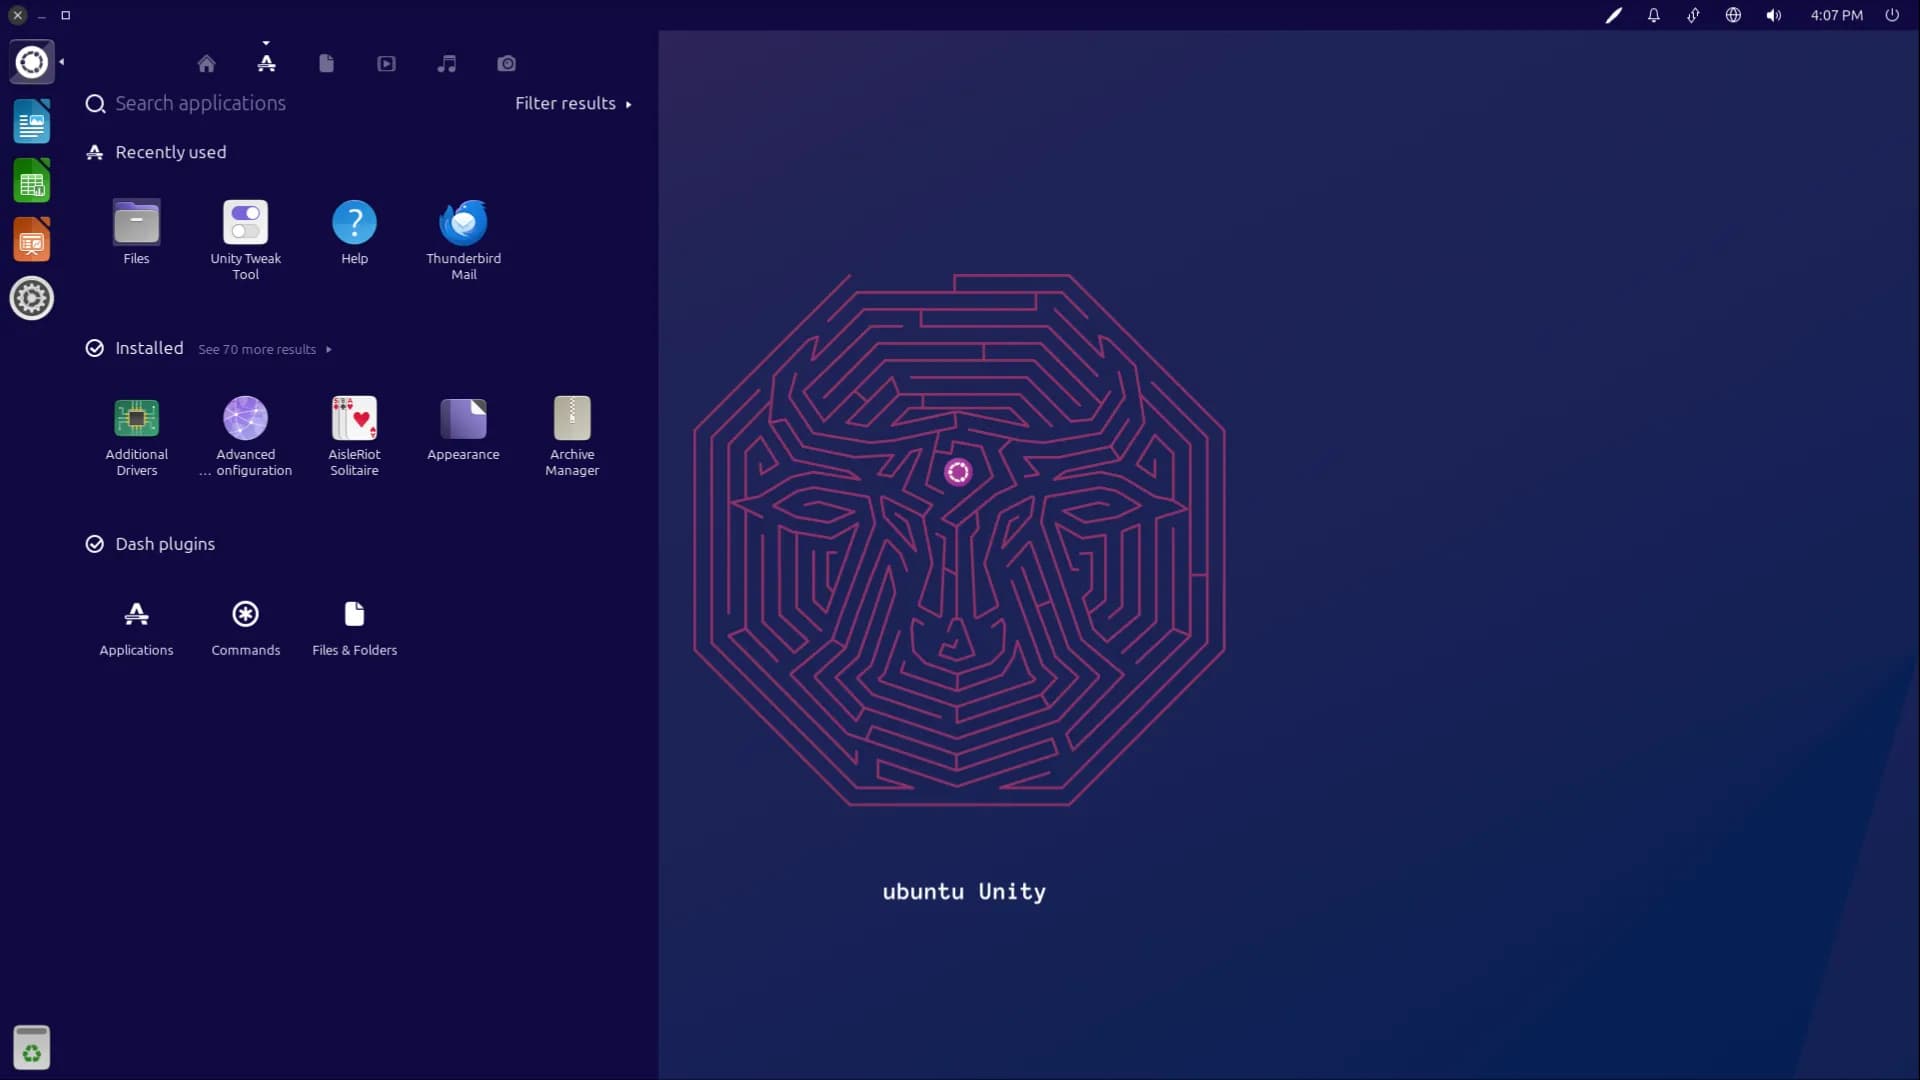 4:07 PM
Search applications
Filter results
Recently used
Files
Unity Tweak
Tool
Help
Thunderbird
Mail
Installed
See 70 more results
Additional
Drivers
Advanced
... onfiguration
AisleRiot
Solitaire
Appearance
Archive
Manager
Dash plugins
Applications
Commands
Files & Folders
ubuntu Unity